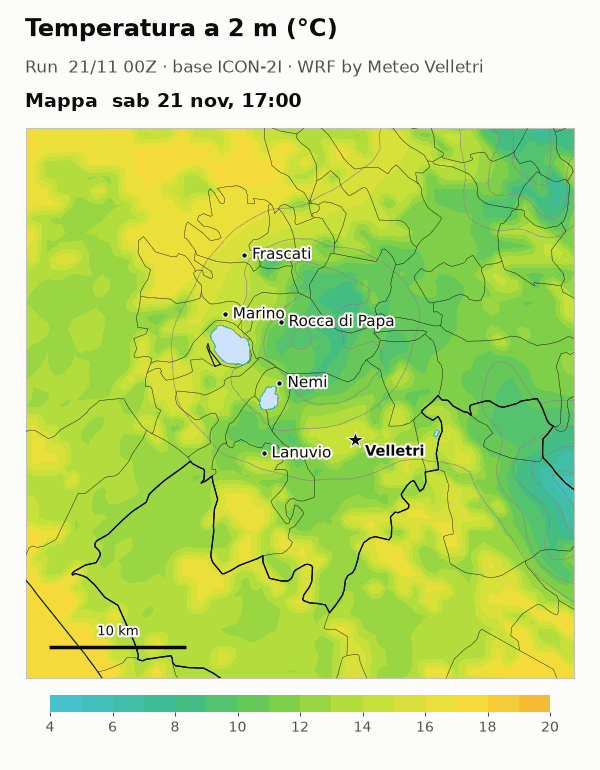 Temperatura a 2 m (°C)
Run  21/11 00Z · base ICON-2I · WRF by Meteo Velletri
Mappa  sab 21 nov, 17:00
Frascati
Marino
Rocca di Papa
Nemi
Velletri
Lanuvio
10 km
4 6 8 10 12 14 16 18 20